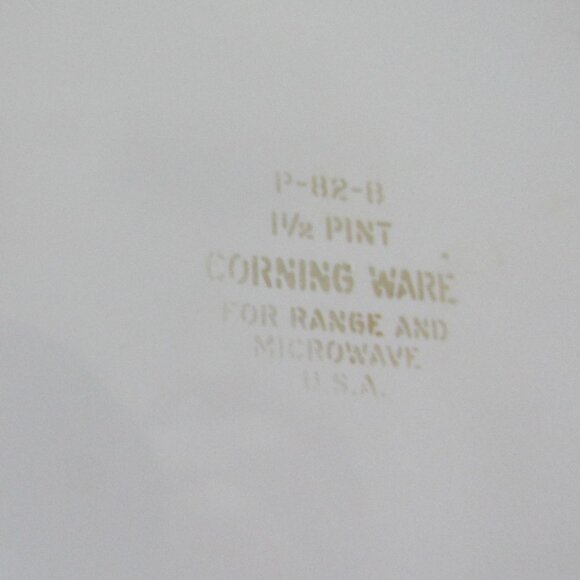 P-82-B
1½ PINT
CORNING WARE
FOR RANGE AND
MICROWAVE
U.S.A.